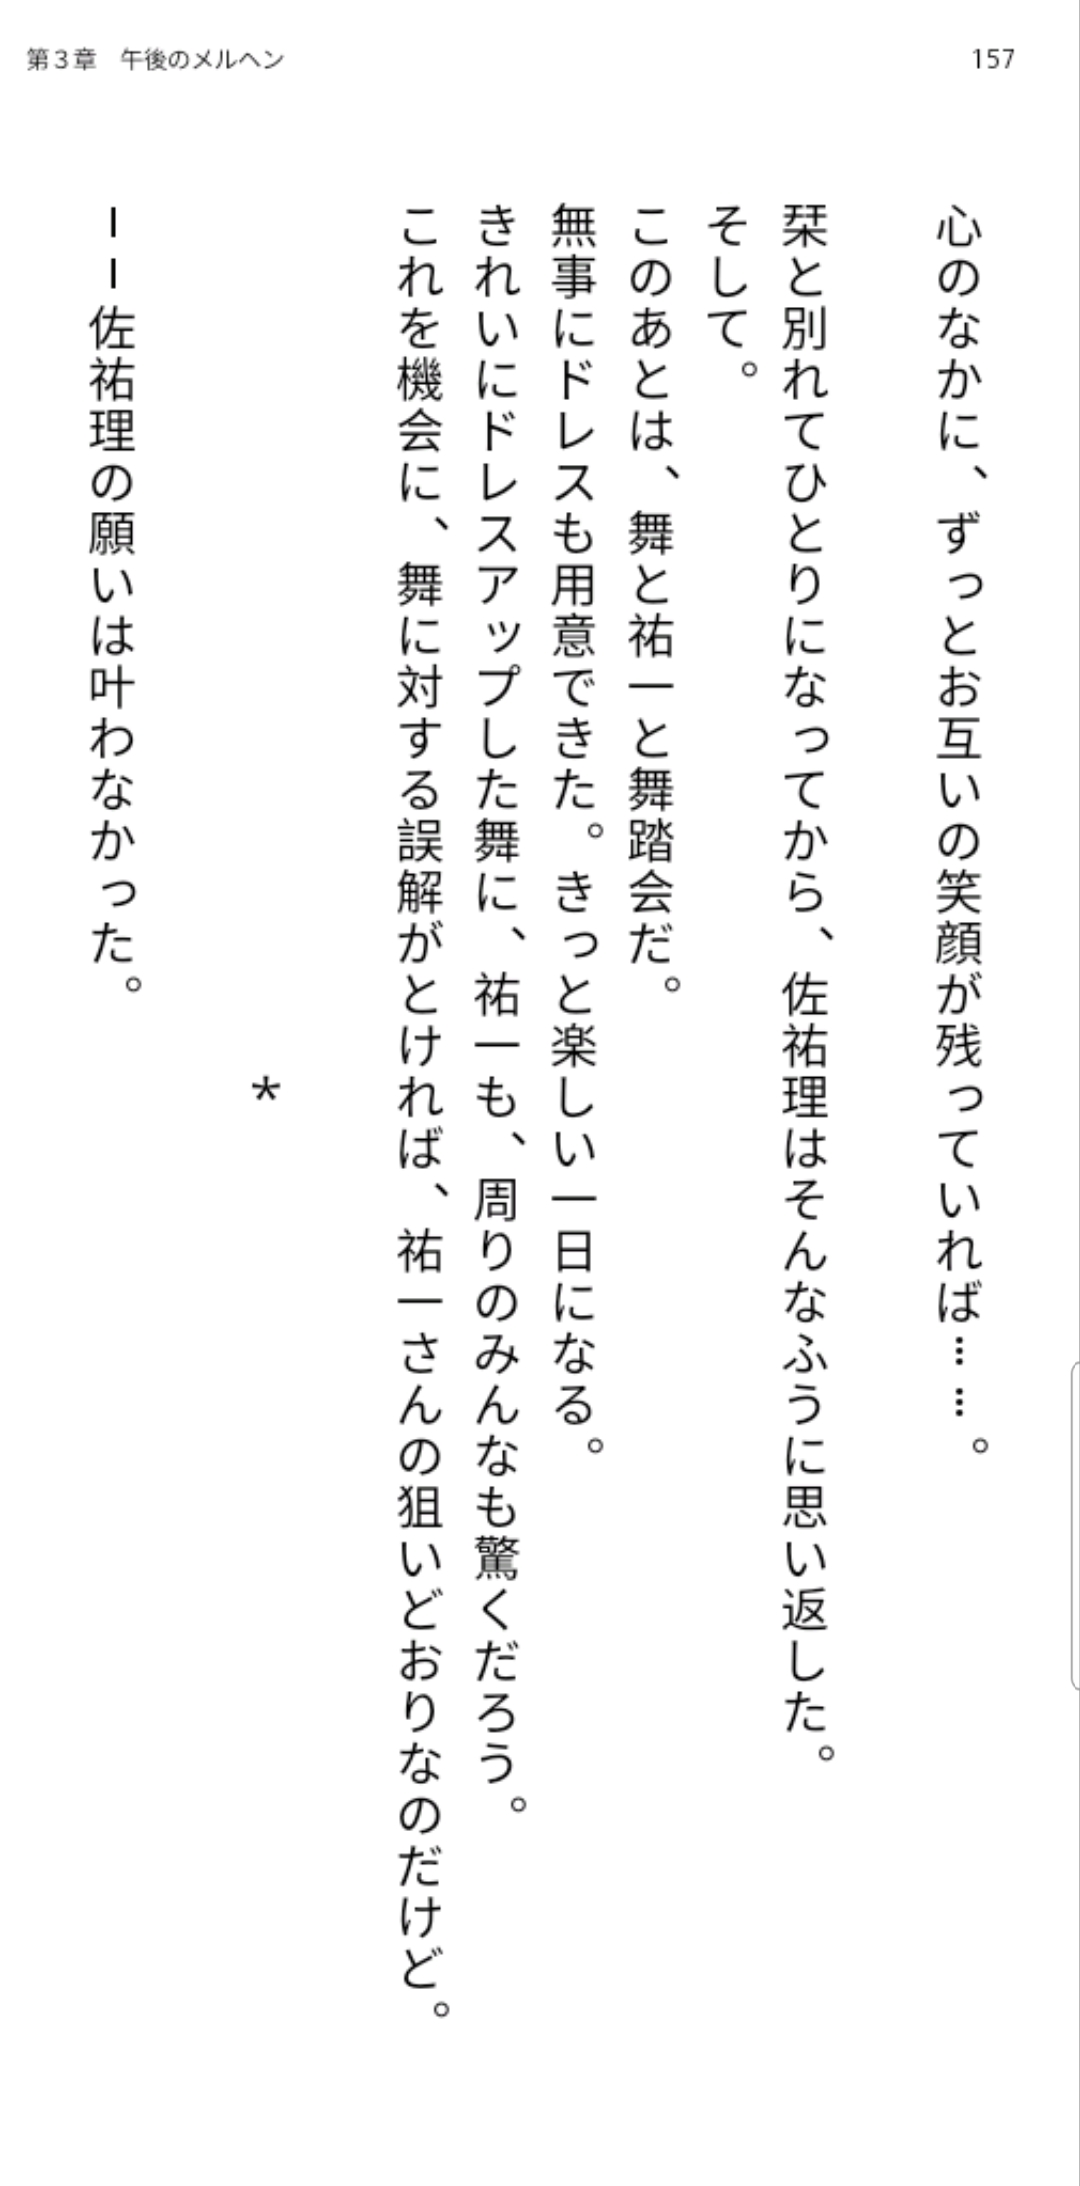 第３章　午後のメルヘン
157
心のなかに、ずっとお互いの笑顔が残っていれば……。
栞と別れてひとりになってから、佐祐理はそんなふうに思い返した。
そして。
このあとは、舞と祐一と舞踏会だ。
無事にドレスも用意できた。きっと楽しい一日になる。
きれいにドレスアップした舞に、祐一も、周りのみんなも驚くだろう。
これを機会に、舞に対する誤解がとければ、祐一さんの狙いどおりなのだけど。
*
――佐祐理の願いは叶わなかった。